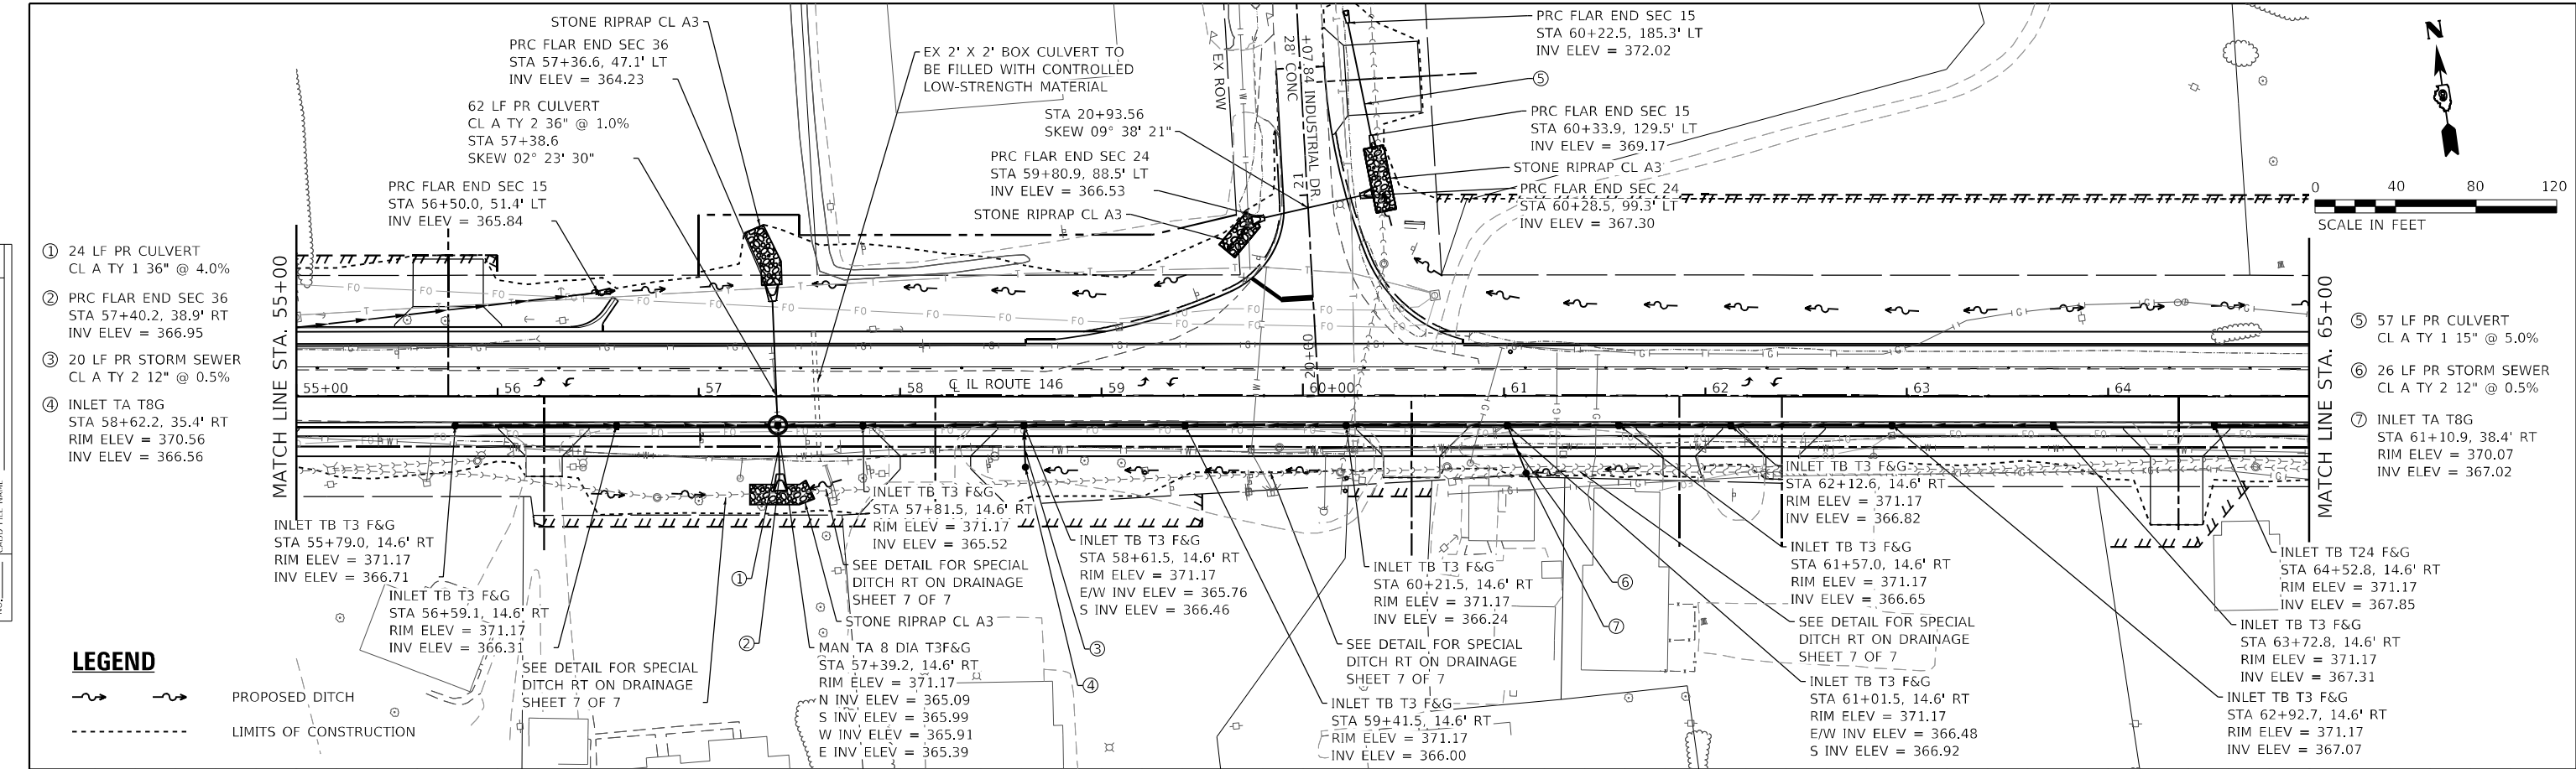 STONE RIPRAP CL A3
PRC FLAR END SEC 36
STA 57+36.6, 47.1' LT
INV ELEV = 364.23
62 LF PR CULVERT
CL A TY 2 36" @ 1.0%
STA 57+38.6
SKEW 02° 23' 30"
PRC FLAR END SEC 15
STA 56+50.0, 51.4' LT
INV ELEV = 365.84
EX 2' X 2' BOX CULVERT TO
BE FILLED WITH CONTROLLED
LOW-STRENGTH MATERIAL
STA 20+93.56
SKEW 09° 38' 21"
PRC FLAR END SEC 24
STA 59+80.9, 88.5' LT
INV ELEV = 366.53
STONE RIPRAP CL A3
EX ROW
28' CONC
+07.84 INDUSTRIAL DR
21
20+00
PRC FLAR END SEC 15
STA 60+22.5, 185.3' LT
INV ELEV = 372.02
⑤
PRC FLAR END SEC 15
STA 60+33.9, 129.5' LT
INV ELEV = 369.17
STONE RIPRAP CL A3
PRC FLAR END SEC 24
STA 60+28.5, 99.3' LT
INV ELEV = 367.30
N
0 40 80 120
SCALE IN FEET
① 24 LF PR CULVERT
CL A TY 1 36" @ 4.0%
② PRC FLAR END SEC 36
STA 57+40.2, 38.9' RT
INV ELEV = 366.95
③ 20 LF PR STORM SEWER
CL A TY 2 12" @ 0.5%
④ INLET TA T8G
STA 58+62.2, 35.4' RT
RIM ELEV = 370.56
INV ELEV = 366.56
MATCH LINE STA. 55+00
55+00 56 57 58 ℄ IL ROUTE 146 59 60+00 61 62 63 64
MATCH LINE STA. 65+00
⑤ 57 LF PR CULVERT
CL A TY 1 15" @ 5.0%
⑥ 26 LF PR STORM SEWER
CL A TY 2 12" @ 0.5%
⑦ INLET TA T8G
STA 61+10.9, 38.4' RT
RIM ELEV = 370.07
INV ELEV = 367.02
INLET TB T3 F&G
STA 55+79.0, 14.6' RT
RIM ELEV = 371.17
INV ELEV = 366.71
INLET TB T3 F&G
STA 56+59.1, 14.6' RT
RIM ELEV = 371.17
INV ELEV = 366.31
SEE DETAIL FOR SPECIAL
DITCH RT ON DRAINAGE
SHEET 7 OF 7
①
②
INLET TB T3 F&G
STA 57+81.5, 14.6' RT
RIM ELEV = 371.17
INV ELEV = 365.52
SEE DETAIL FOR SPECIAL
DITCH RT ON DRAINAGE
SHEET 7 OF 7
STONE RIPRAP CL A3
MAN TA 8 DIA T3F&G
STA 57+39.2, 14.6' RT
RIM ELEV = 371.17
N INV ELEV = 365.09
S INV ELEV = 365.99
W INV ELEV = 365.91
E INV ELEV = 365.39
INLET TB T3 F&G
STA 58+61.5, 14.6' RT
RIM ELEV = 371.17
E/W INV ELEV = 365.76
S INV ELEV = 366.46
③
④
INLET TB T3 F&G
STA 60+21.5, 14.6' RT
RIM ELEV = 371.17
INV ELEV = 366.24
SEE DETAIL FOR SPECIAL
DITCH RT ON DRAINAGE
SHEET 7 OF 7
INLET TB T3 F&G
STA 59+41.5, 14.6' RT
RIM ELEV = 371.17
INV ELEV = 366.00
⑥
⑦
INLET TB T3 F&G
STA 62+12.6, 14.6' RT
RIM ELEV = 371.17
INV ELEV = 366.82
INLET TB T3 F&G
STA 61+57.0, 14.6' RT
RIM ELEV = 371.17
INV ELEV = 366.65
SEE DETAIL FOR SPECIAL
DITCH RT ON DRAINAGE
SHEET 7 OF 7
INLET TB T3 F&G
STA 61+01.5, 14.6' RT
RIM ELEV = 371.17
E/W INV ELEV = 366.48
S INV ELEV = 366.92
INLET TB T24 F&G
STA 64+52.8, 14.6' RT
RIM ELEV = 371.17
INV ELEV = 367.85
INLET TB T3 F&G
STA 63+72.8, 14.6' RT
RIM ELEV = 371.17
INV ELEV = 367.31
INLET TB T3 F&G
STA 62+92.7, 14.6' RT
RIM ELEV = 371.17
INV ELEV = 367.07
LEGEND
PROPOSED DITCH
LIMITS OF CONSTRUCTION